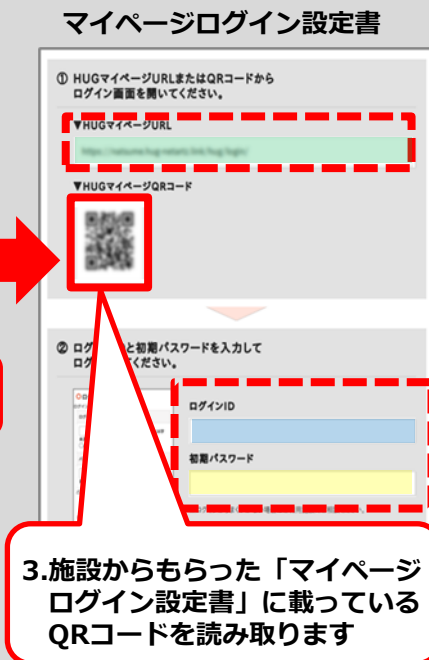 マイページログイン設定書
① HUGマイページURLまたはQRコードから
ログイン画面を開いてください。
▼HUGマイページURL
▼HUGマイページQRコード
② ログ と初期パスワードを入力して
ログ ください。
ログインID
初期パスワード
3.施設からもらった「マイページ
ログイン設定書」に載っている
QRコードを読み取ります